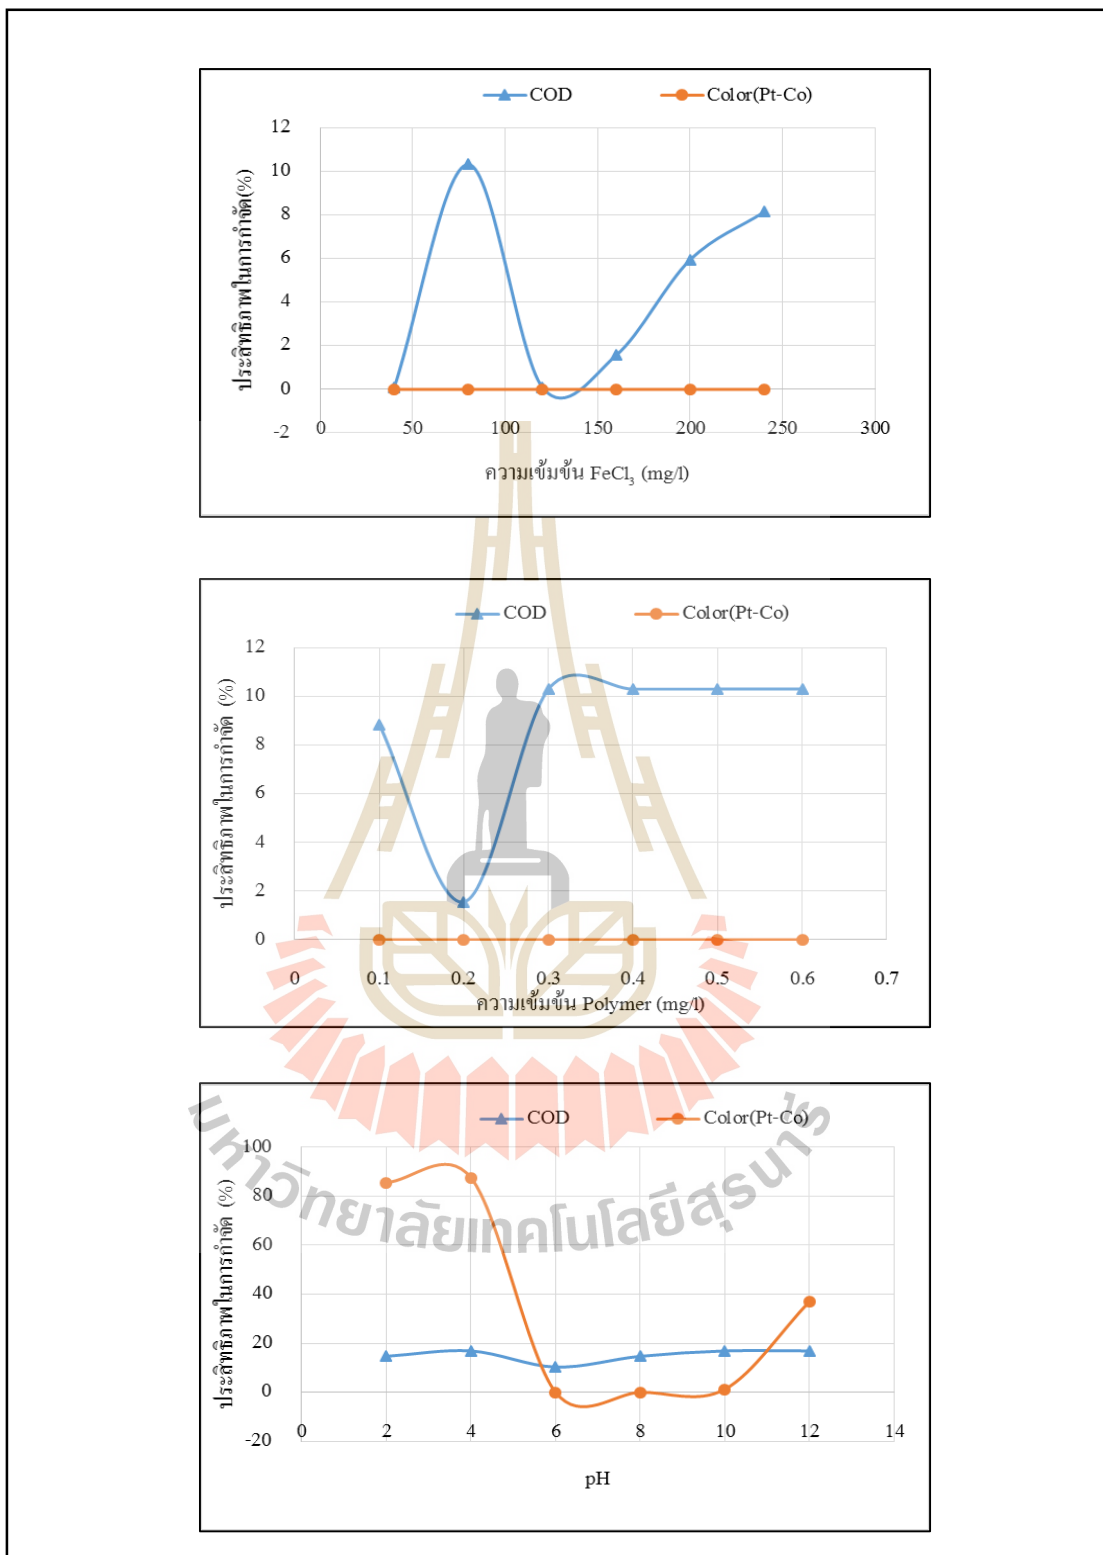 COD Color(Pt-Co)
ประสิทธิภาพในการกำจัด(%)
12
10
8
6
4
2
0
-2
0 50 100 150 200 250 300
ความเข้มข้น FeCl₃ (mg/l)
COD Color(Pt-Co)
ประสิทธิภาพในการกำจัด (%)
12
10
8
6
4
2
0
0 0.1 0.2 0.3 0.4 0.5 0.6 0.7
ความเข้มข้น Polymer (mg/l)
COD Color(Pt-Co)
ประสิทธิภาพในการกำจัด (%)
100
80
60
40
20
0
-20
0 2 4 6 8 10 12 14
pH
มหาวิทยาลัยเทคโนโลยีสุรนารี